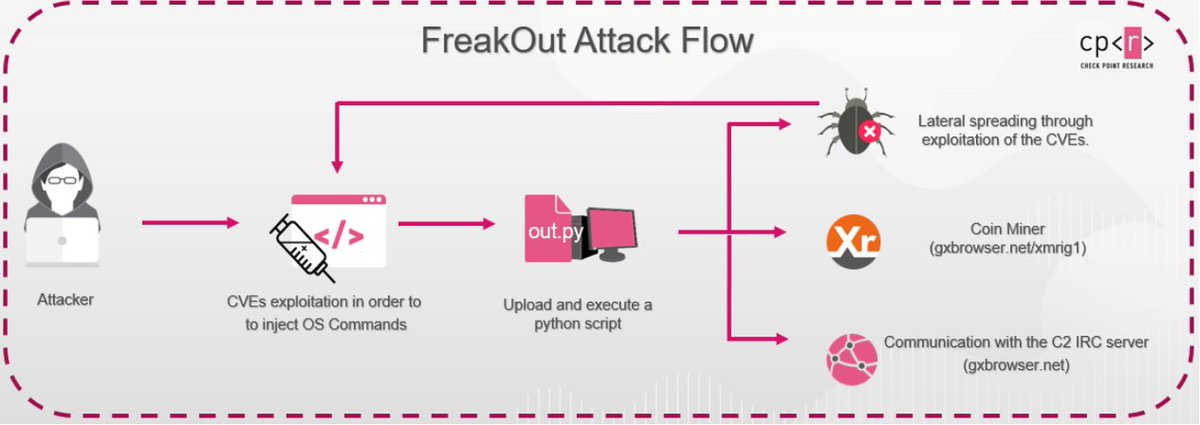 FreakOut Attack Flow
cp<r>
CHECK POINT RESEARCH
Attacker
</>
CVEs exploitation in order to
to inject OS Commands
out.py
Upload and execute a
python script
Lateral spreading through
exploitation of the CVEs.
Xr
Coin Miner
(gxbrowser.net/xmrig1)
Communication with the C2 IRC server
(gxbrowser.net)